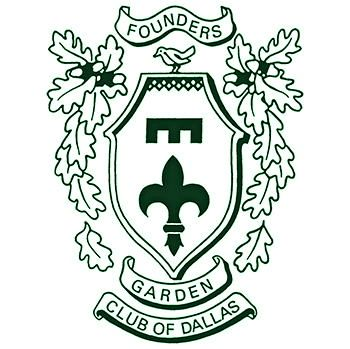 FOUNDERS
GARDEN
CLUB OF DALLAS